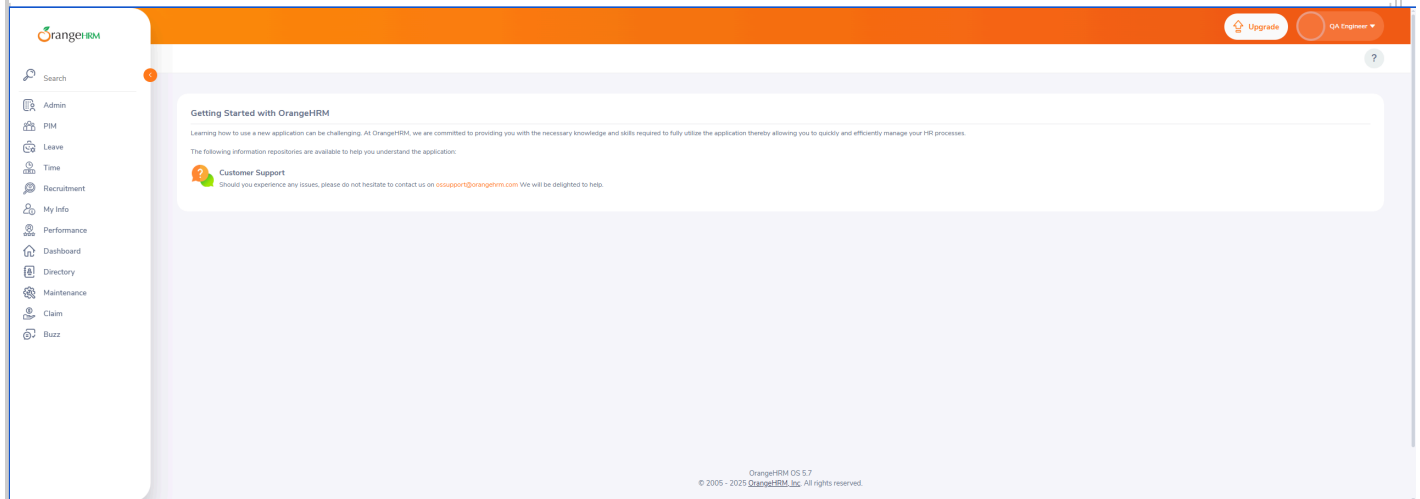 OrangeHRM
Upgrade
QA Engineer
Search
?
Admin
PIM
Leave
Time
Recruitment
My Info
Performance
Dashboard
Directory
Maintenance
Claim
Buzz
Getting Started with OrangeHRM
Learning how to use a new application can be challenging. At OrangeHRM, we are committed to providing you with the necessary knowledge and skills required to fully utilize the application thereby allowing you to quickly and efficiently manage your HR processes.
The following information repositories are available to help you understand the application:
?
Customer Support
Should you experience any issues, please do not hesitate to contact us on ossupport@orangehrm.com We will be delighted to help.
OrangeHRM OS 5.7
© 2005 - 2025 OrangeHRM, Inc. All rights reserved.